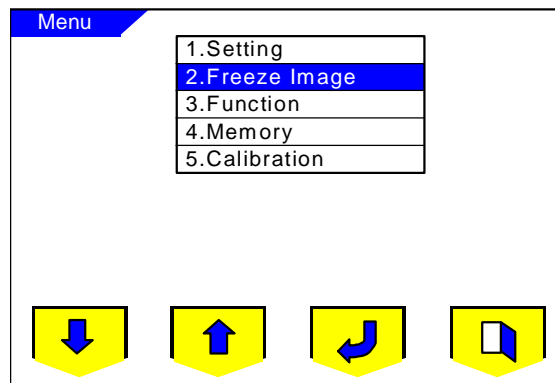 Menu
1.Setting
2.Freeze Image
3.Function
4.Memory
5.Calibration